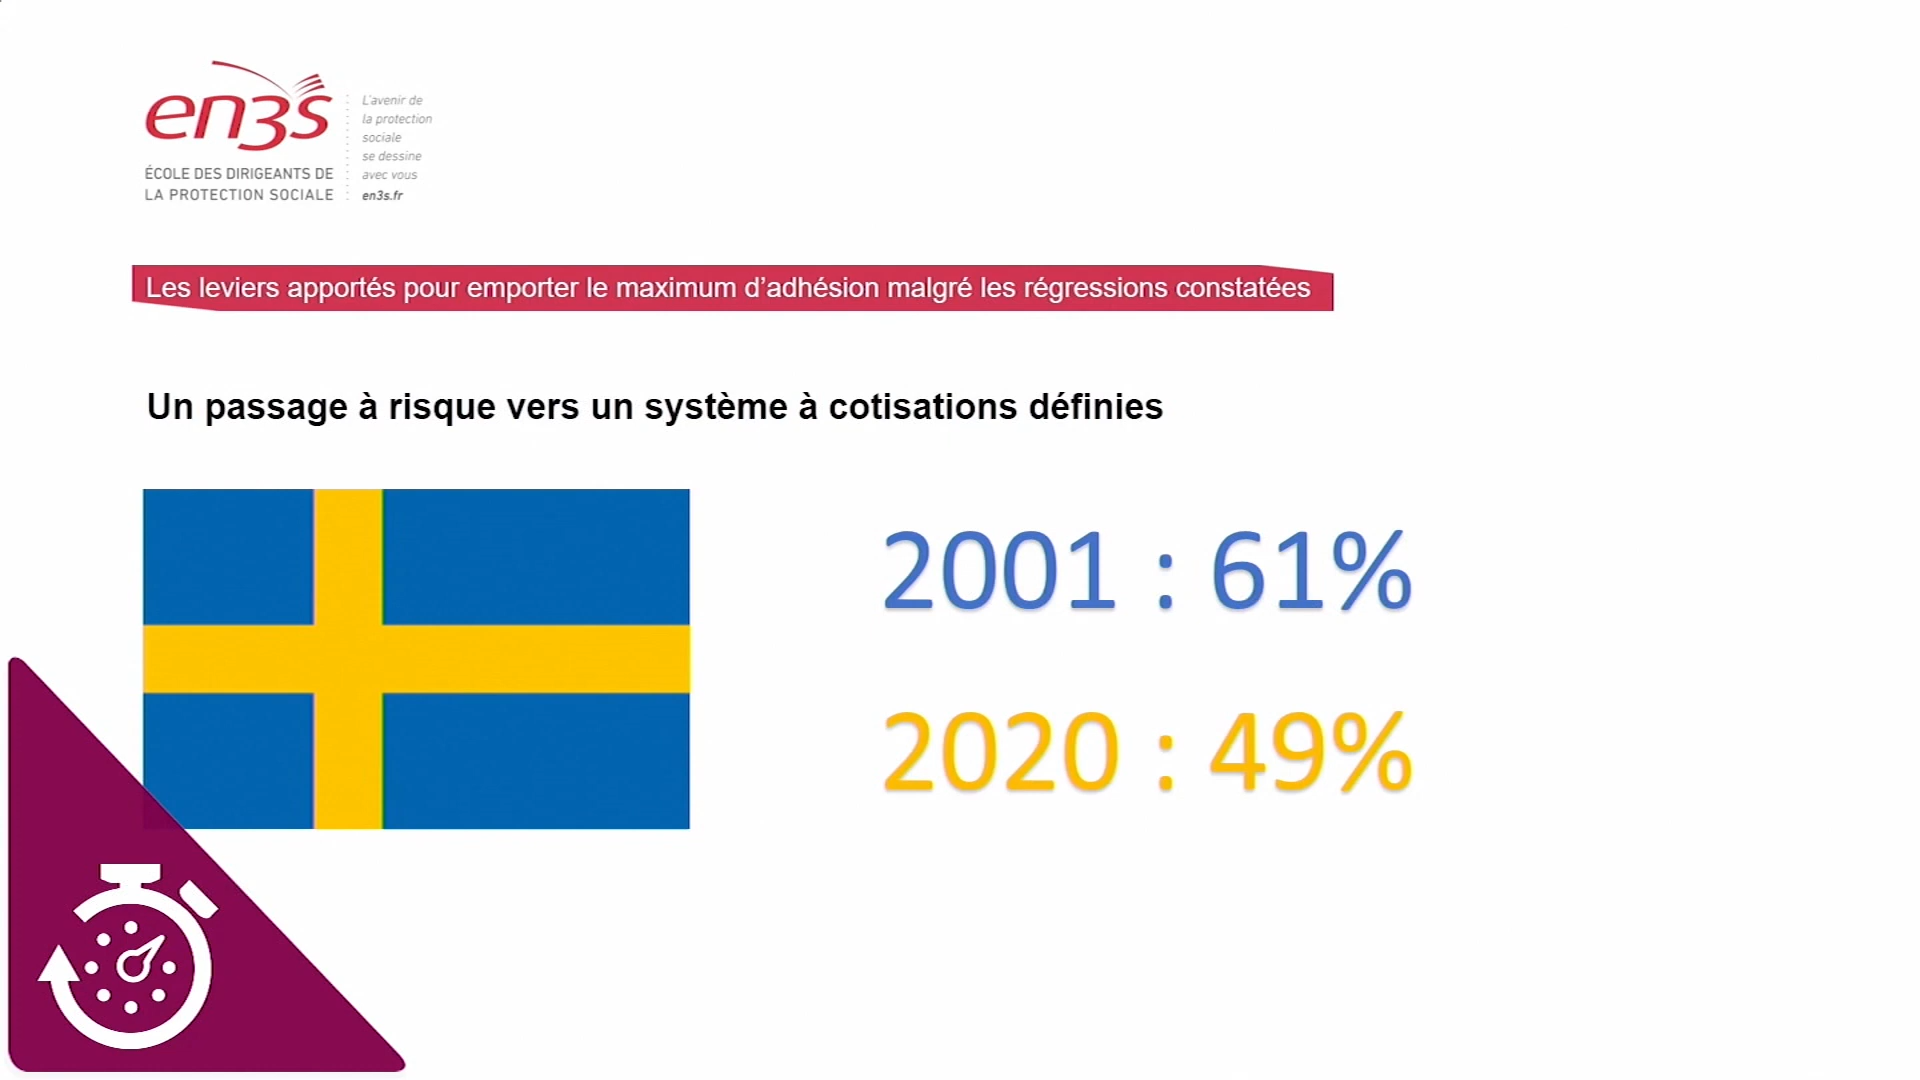 en3s
ÉCOLE DES DIRIGEANTS DE
LA PROTECTION SOCIALE
L'avenir de
la protection
sociale
se dessine
avec vous
en3s.fr
Les leviers apportés pour emporter le maximum d’adhésion malgré les régressions constatées
Un passage à risque vers un système à cotisations définies
2001 : 61%
2020 : 49%